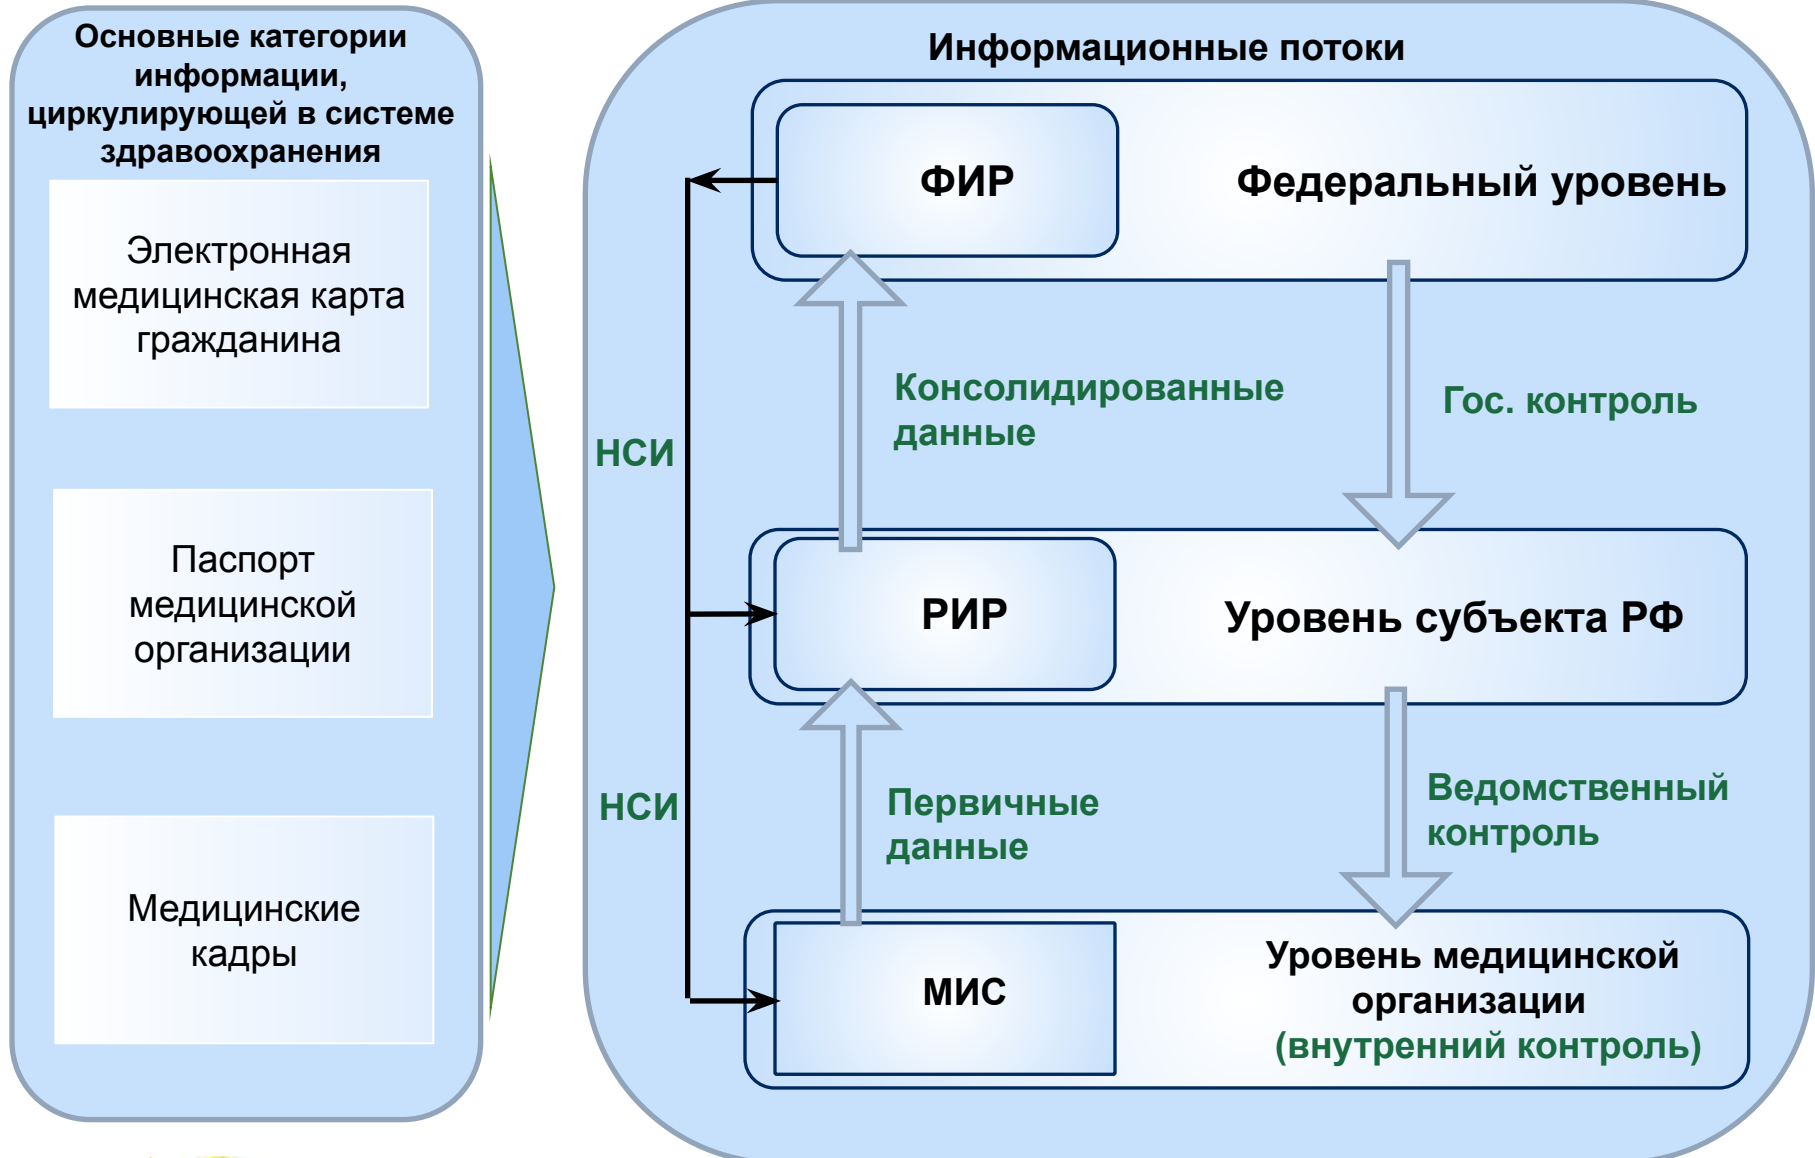 Основные категории
информации,
циркулирующей в системе
здравоохранения
Электронная
медицинская карта
гражданина
Паспорт
медицинской
организации
Медицинские
кадры
Информационные потоки
ФИР
Федеральный уровень
Консолидированные
данные
Гос. контроль
НСИ
РИР
Уровень субъекта РФ
НСИ
Первичные
данные
Ведомственный
контроль
МИС
Уровень медицинской
организации
(внутренний контроль)